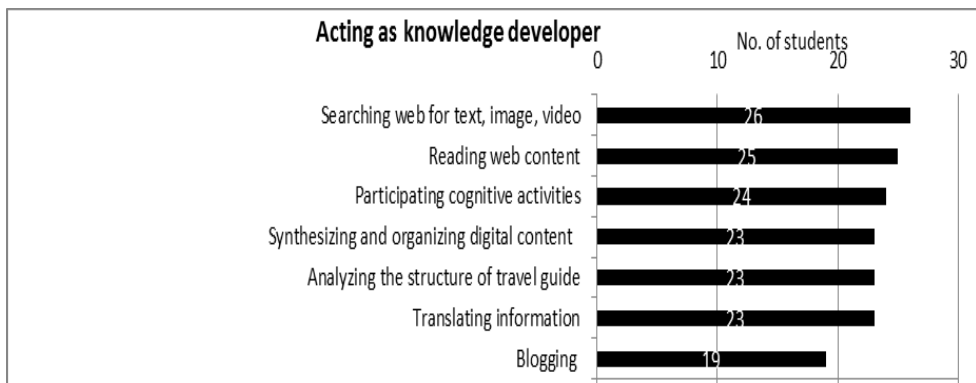 Acting as knowledge developer
No. of students
0 10 20 30
Searching web for text, image, video 26
Reading web content 25
Participating cognitive activities 24
Synthesizing and organizing digital content 23
Analyzing the structure of travel guide 23
Translating information 23
Blogging 19